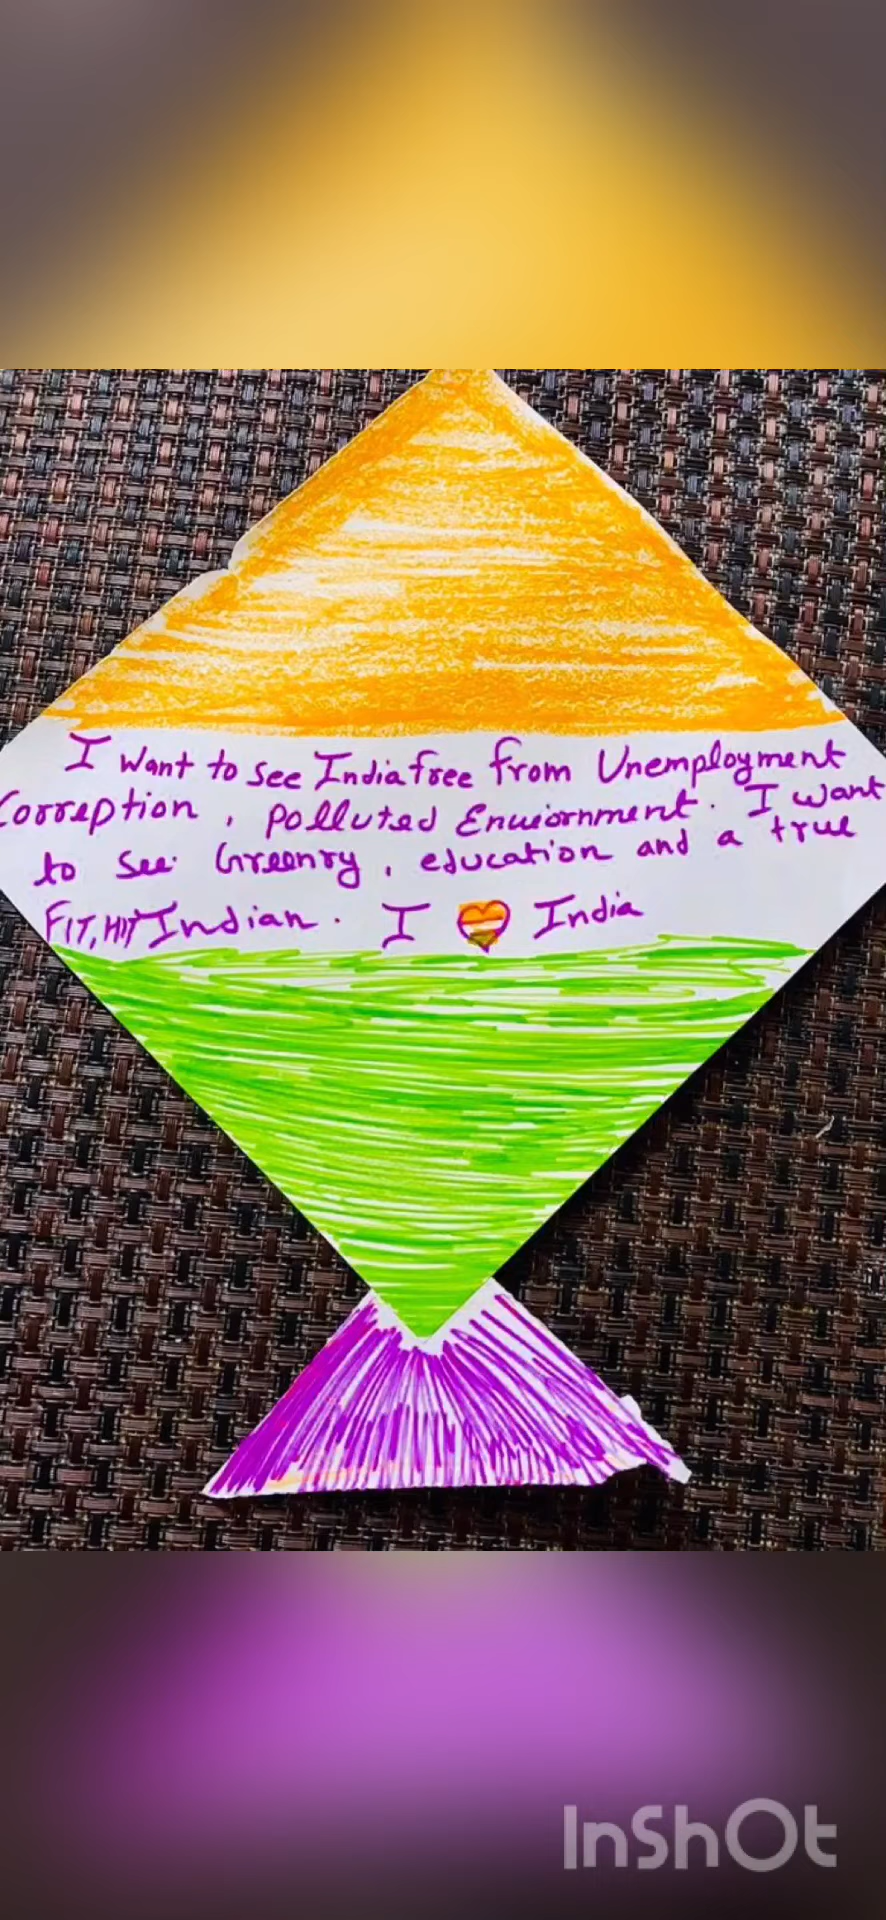 I want to see India free from Unemployment
Correption, polluted Enviornment. I want
to see Greenry, education and a true
FIT, HIT Indian. I India
InShOt